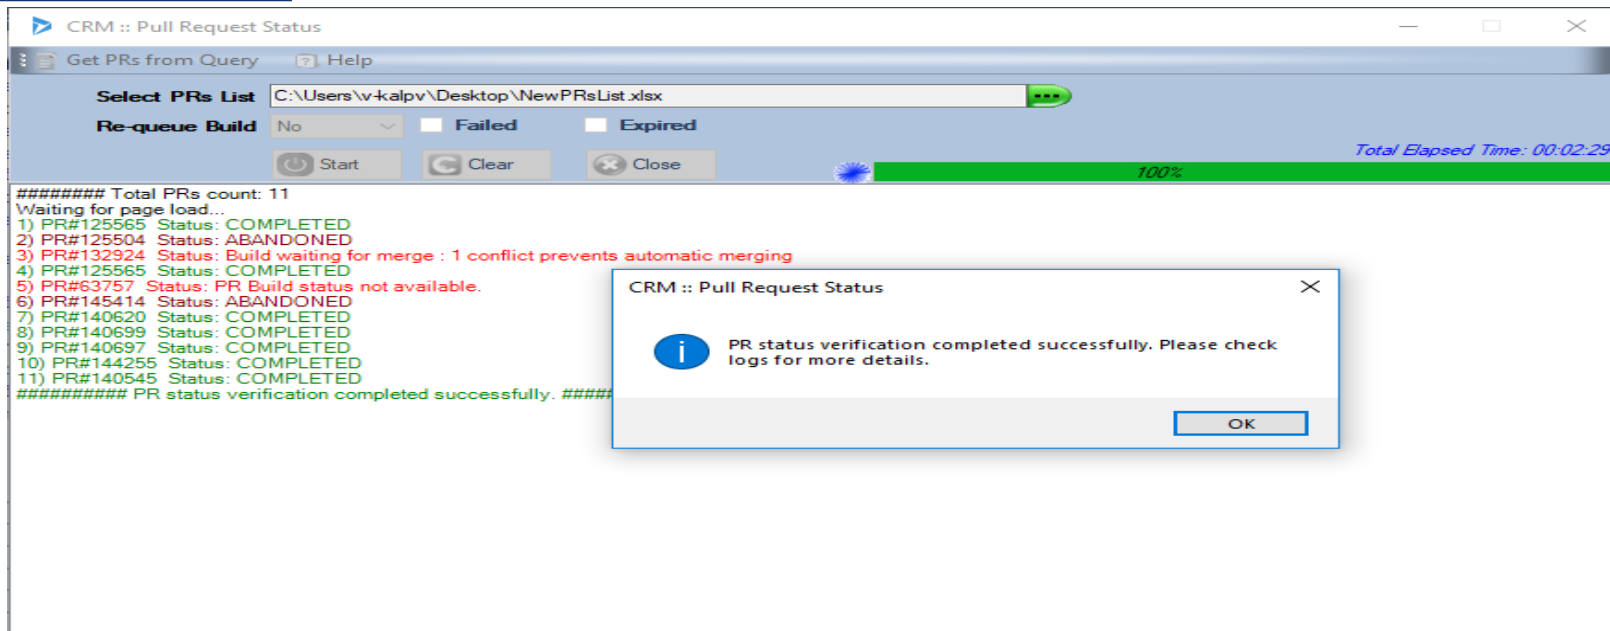 CRM :: Pull Request Status
Get PRs from Query
Help
Select PRs List C:\Users\v-kalpv\Desktop\NewPRsList.xlsx
Re-queue Build No Failed Expired
Start Clear Close
Total Elapsed Time: 00:02:29
100%
######## Total PRs count: 11
Waiting for page load...
1) PR#125565 Status: COMPLETED
2) PR#125504 Status: ABANDONED
3) PR#132924 Status: Build waiting for merge : 1 conflict prevents automatic merging
4) PR#125565 Status: COMPLETED
5) PR#63757 Status: PR Build status not available.
6) PR#145414 Status: ABANDONED
7) PR#140620 Status: COMPLETED
8) PR#140699 Status: COMPLETED
9) PR#140697 Status: COMPLETED
10) PR#144255 Status: COMPLETED
11) PR#140545 Status: COMPLETED
########## PR status verification completed successfully. #####
CRM :: Pull Request Status
PR status verification completed successfully. Please check
logs for more details.
OK